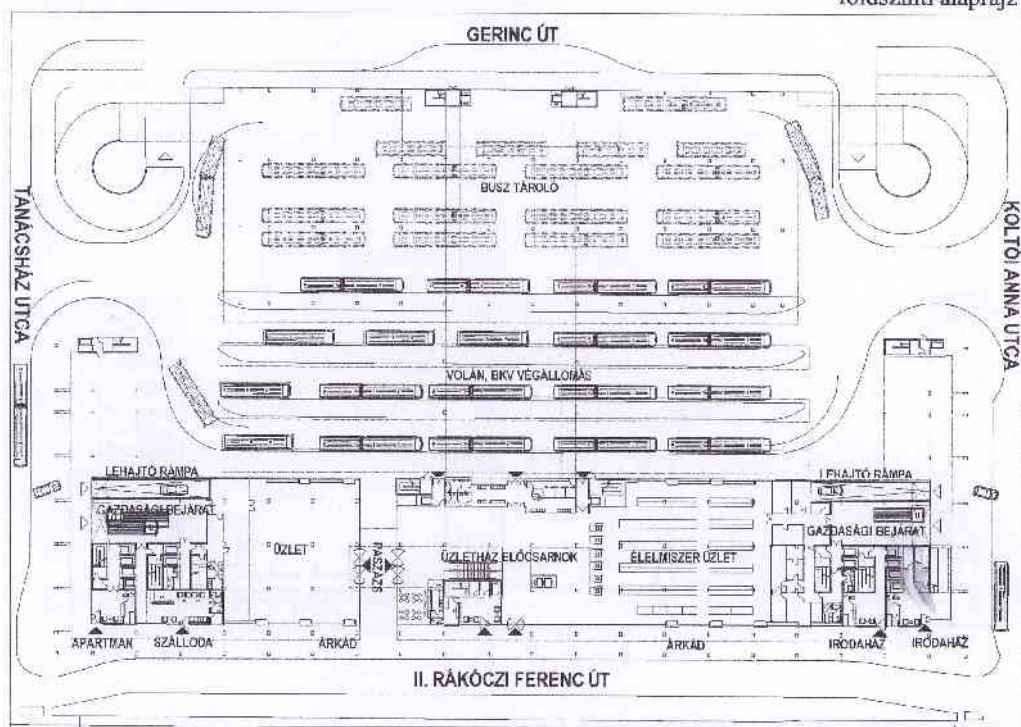 földszinti alaprajz
GERINC ÚT
BUSZ TÁROLÓ
TANÁCSHÁZ UTCA
KOLTÓI ANNA UTCA
VOLÁN, BKV VÉGÁLLOMÁS
LEHAJTÓ RÁMPA
LEHAJTÓ RÁMPA
GAZDASÁGI BEJÁRAT
GAZDASÁGI BEJÁRAT
ÜZLET
PASSZÁZS
ÜZLETHÁZ ELŐCSARNOK
ÉLELMISZER ÜZLET
APARTMAN
SZÁLLODA
ÁRKÁD
ÁRKÁD
IRODAHÁZ
IRODAHÁZ
II. RÁKÓCZI FERENC ÚT